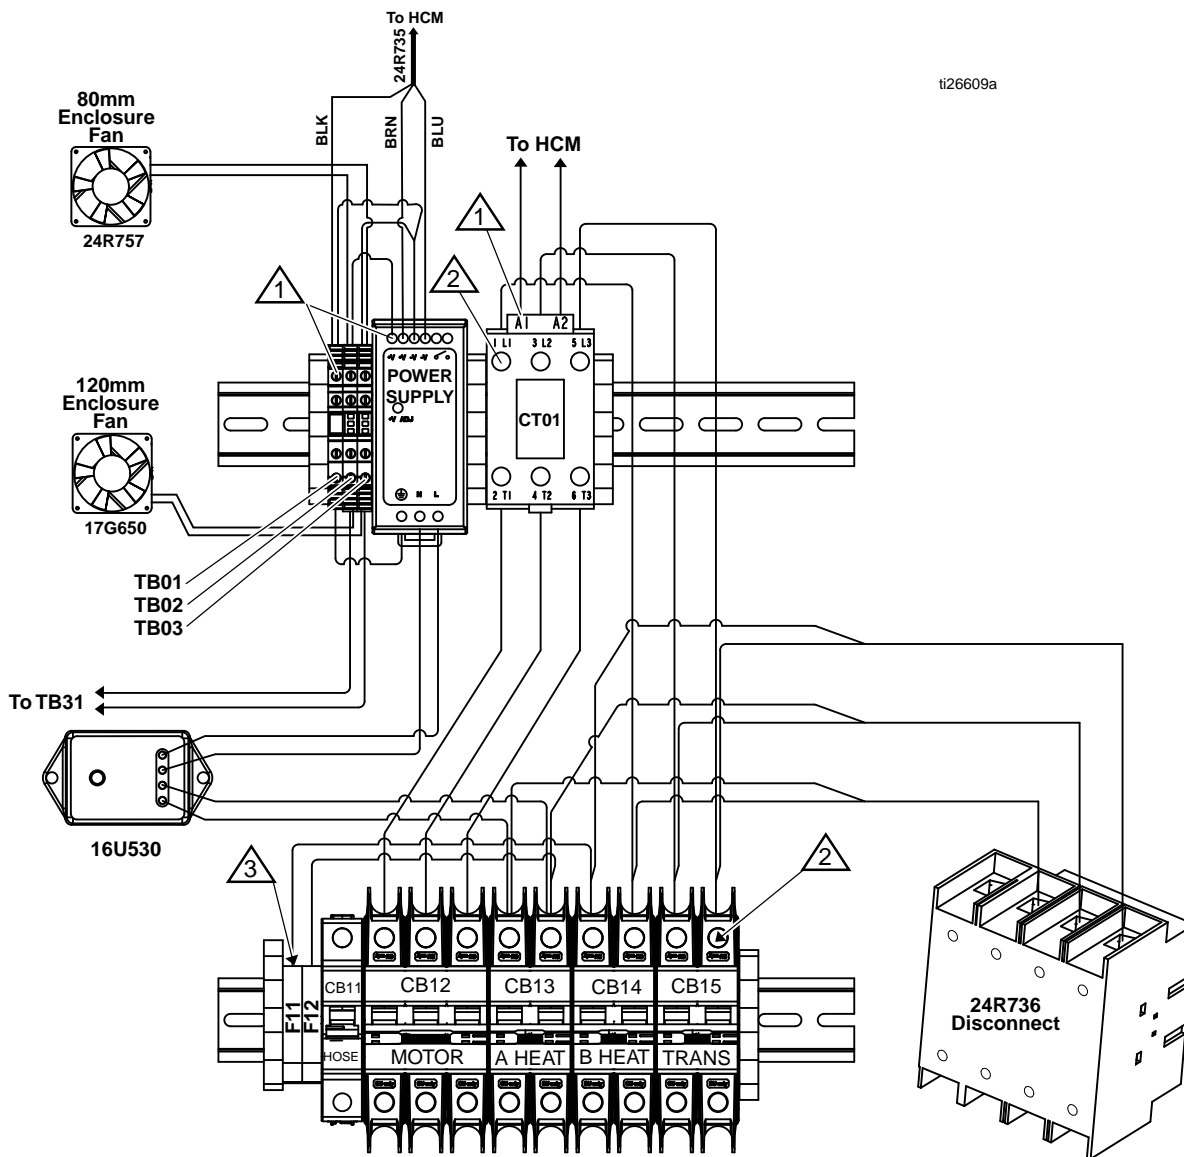 To HCM
24R735
ti26609a
80mm
Enclosure
Fan
24R757
BLK
BRN
BLU
To HCM
1
2
1
A1 A2
1 L1 3 L2 5 L3
+V +V -V -V
POWER
SUPPLY
+V ADJ
CT01
N L
2 T1 4 T2 6 T3
120mm
Enclosure
Fan
17G650
TB01
TB02
TB03
To TB31
16U530
3
2
F11
F12
CB11 CB12 CB13 CB14 CB15
HOSE MOTOR A HEAT B HEAT TRANS
24R736
Disconnect